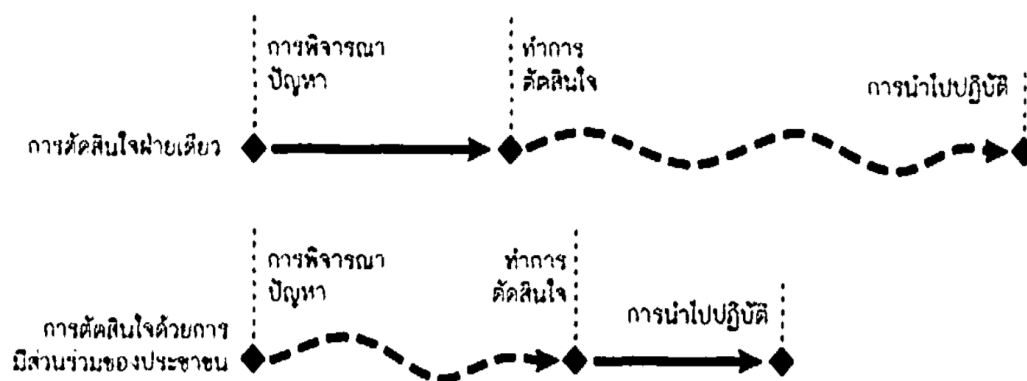 การพิจารณา
ปัญหา
ทำการ
ตัดสินใจ
การนำไปปฏิบัติ
การตัดสินใจฝ่ายเดียว
การพิจารณา
ปัญหา
ทำการ
ตัดสินใจ
การนำไปปฏิบัติ
การตัดสินใจด้วยการ
มีส่วนร่วมของประชาชน